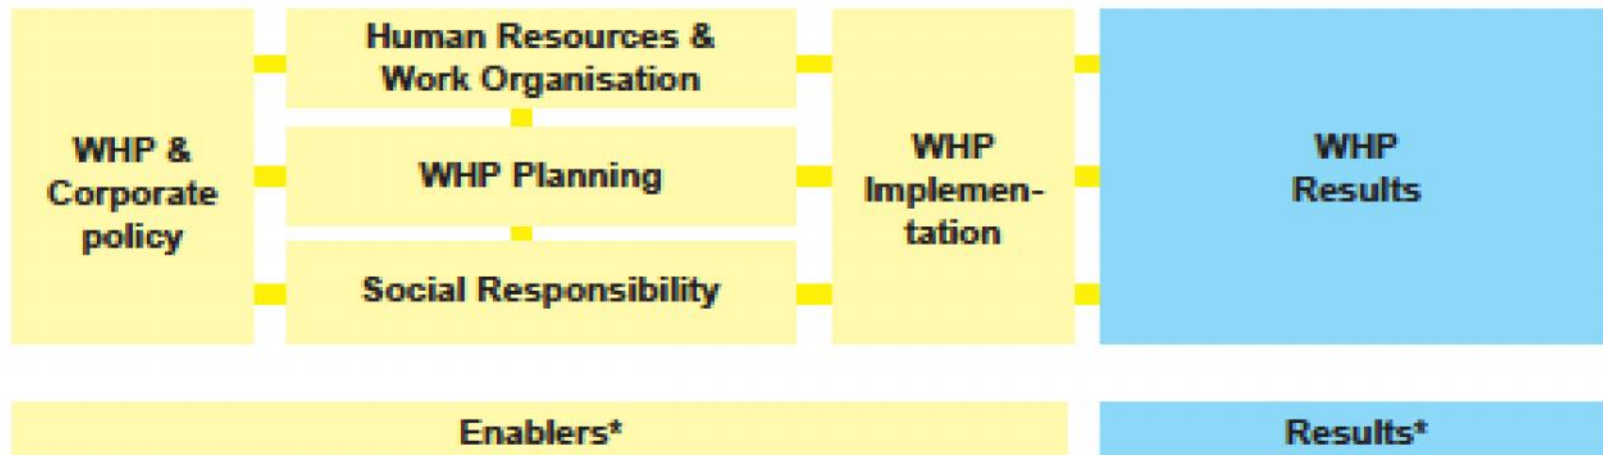 WHP &
Corporate
policy
Human Resources &
Work Organisation
WHP Planning
Social Responsibility
WHP
Implemen-
tation
WHP
Results
Enablers*
Results*